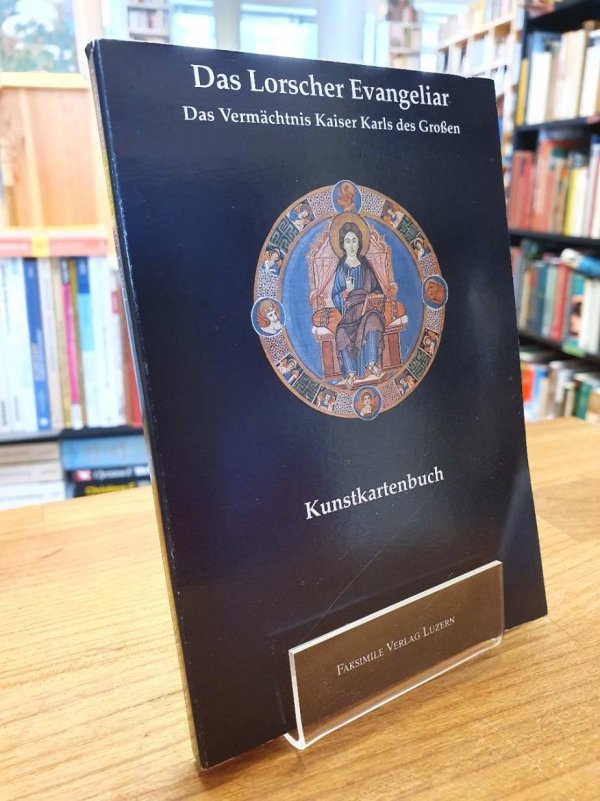 Das Lorscher Evangeliar
Das Vermächtnis Kaiser Karls des Großen
Kunstkartenbuch
Faksimile Verlag Luzern